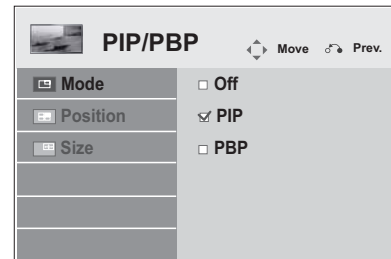 PIP/PBP Move Prev.
Mode
Position
Size
Off
PIP
PBP